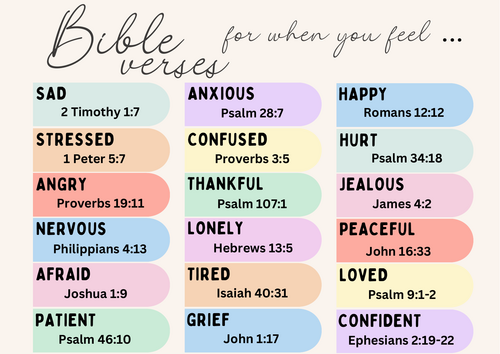 Bible verses
for when you feel ...
SAD
2 Timothy 1:7
ANXIOUS
Psalm 28:7
HAPPY
Romans 12:12
STRESSED
1 Peter 5:7
CONFUSED
Proverbs 3:5
HURT
Psalm 34:18
ANGRY
Proverbs 19:11
THANKFUL
Psalm 107:1
JEALOUS
James 4:2
NERVOUS
Philippians 4:13
LONELY
Hebrews 13:5
PEACEFUL
John 16:33
AFRAID
Joshua 1:9
TIRED
Isaiah 40:31
LOVED
Psalm 9:1-2
PATIENT
Psalm 46:10
GRIEF
John 1:17
CONFIDENT
Ephesians 2:19-22